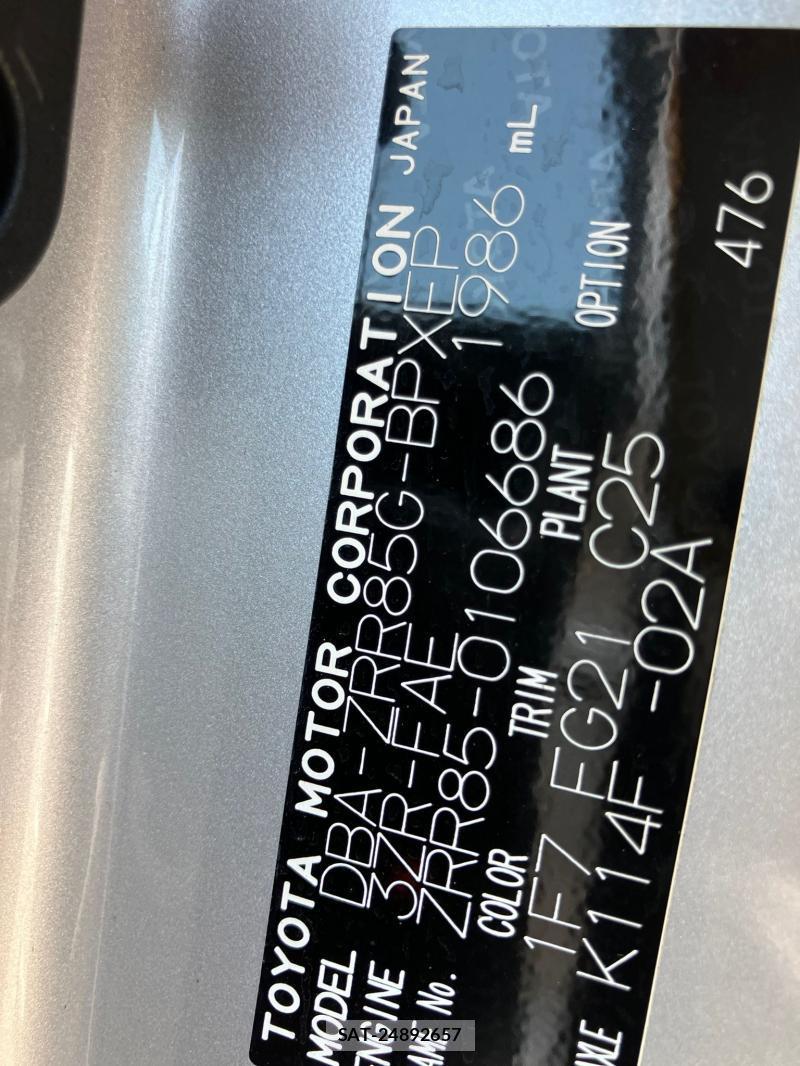 TOYOTA MOTOR CORPORATION JAPAN
MODEL DBA-ZRR85G-BPXEP
ENGINE 3ZR-FAE 1986 mL
FRAME No. ZRR85-0106686
COLOR TRIM PLANT OPTION
1F7 FG21 C25
AXLE K114F -02A 476
SAT-24892657